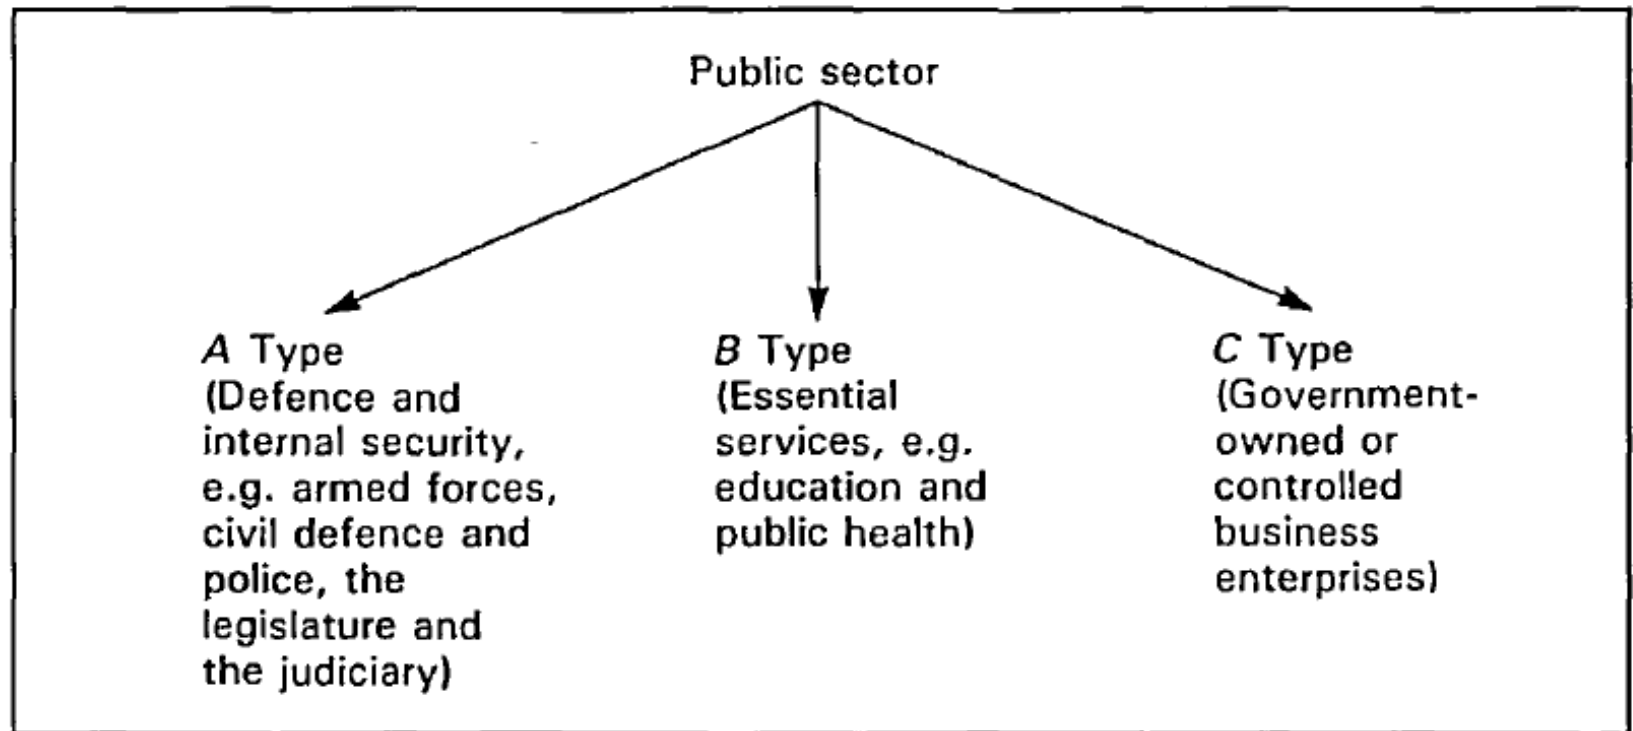 Public sector
A Type
(Defence and
internal security,
e.g. armed forces,
civil defence and
police, the
legislature and
the judiciary)
B Type
(Essential
services, e.g.
education and
public health)
C Type
(Government-
owned or
controlled
business
enterprises)